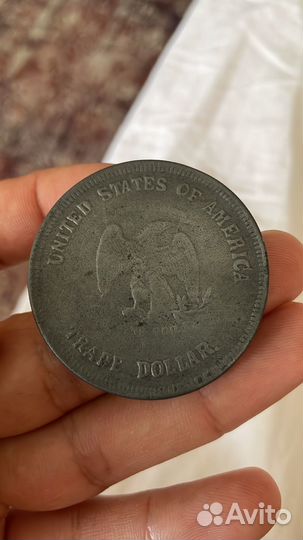 UNITED STATES OF AMERICA
TRADE DOLLAR
Avito